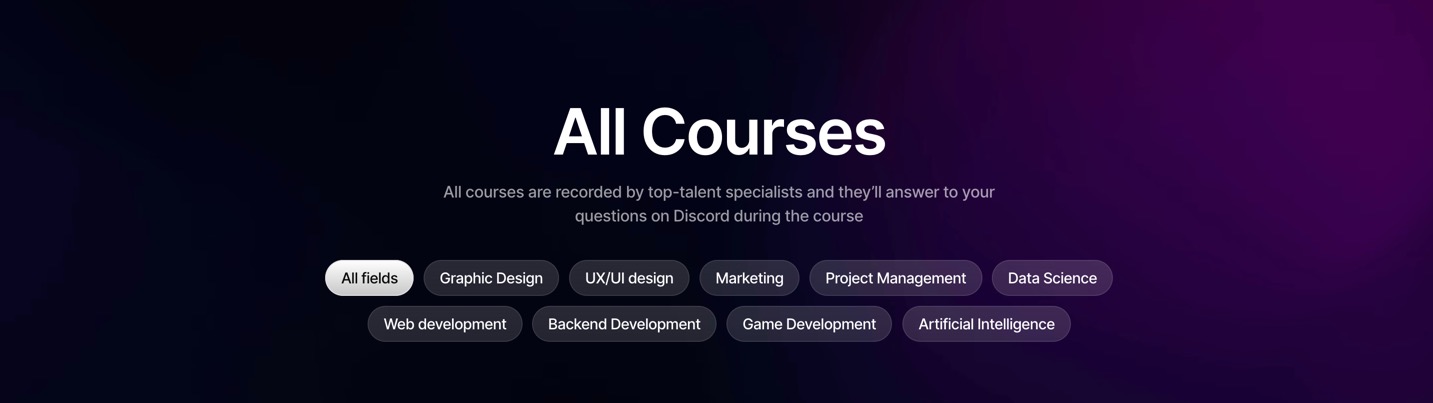 All Courses
All courses are recorded by top-talent specialists and they’ll answer to your
questions on Discord during the course
All fields Graphic Design UX/UI design Marketing Project Management Data Science
Web development Backend Development Game Development Artificial Intelligence